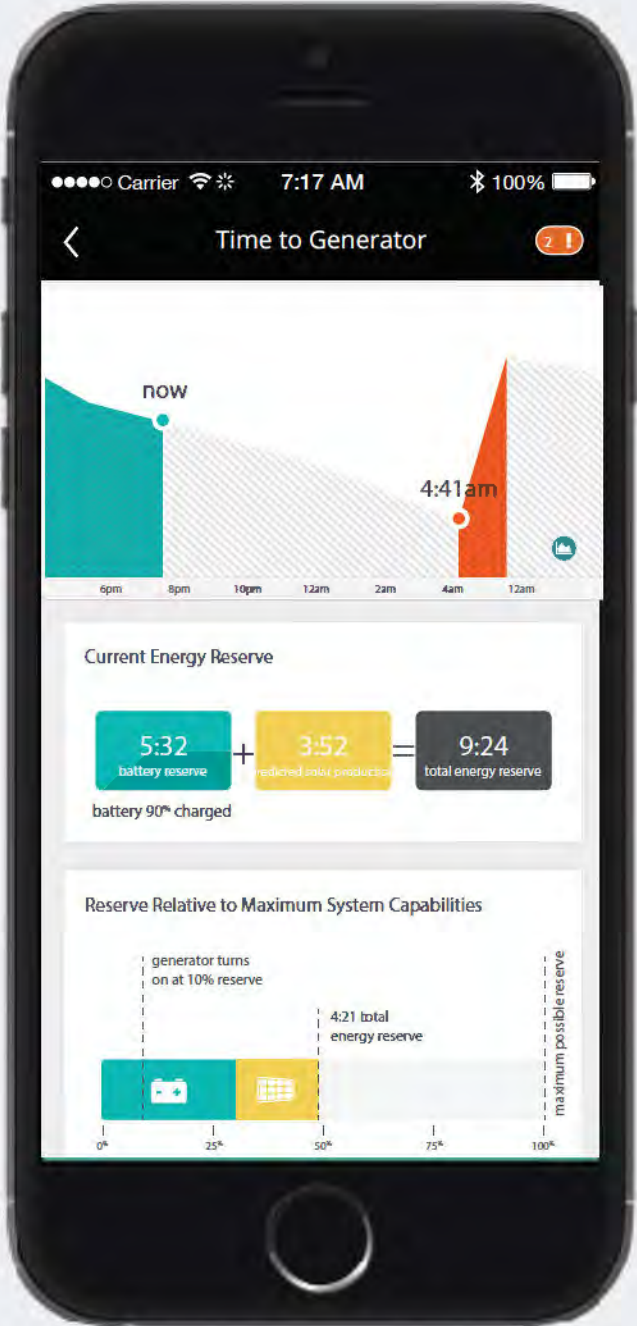 Carrier 7:17 AM 100%
Time to Generator
2 !
now
4:41am
6pm 8pm 10pm 12am 2am 4am 12am
Current Energy Reserve
5:32 + 3:52 = 9:24
battery reserve predicted solar production total energy reserve
battery 90% charged
Reserve Relative to Maximum System Capabilities
generator turns
on at 10% reserve
4:21 total
energy reserve
maximum possible reserve
- +
0% 25% 50% 75% 100%